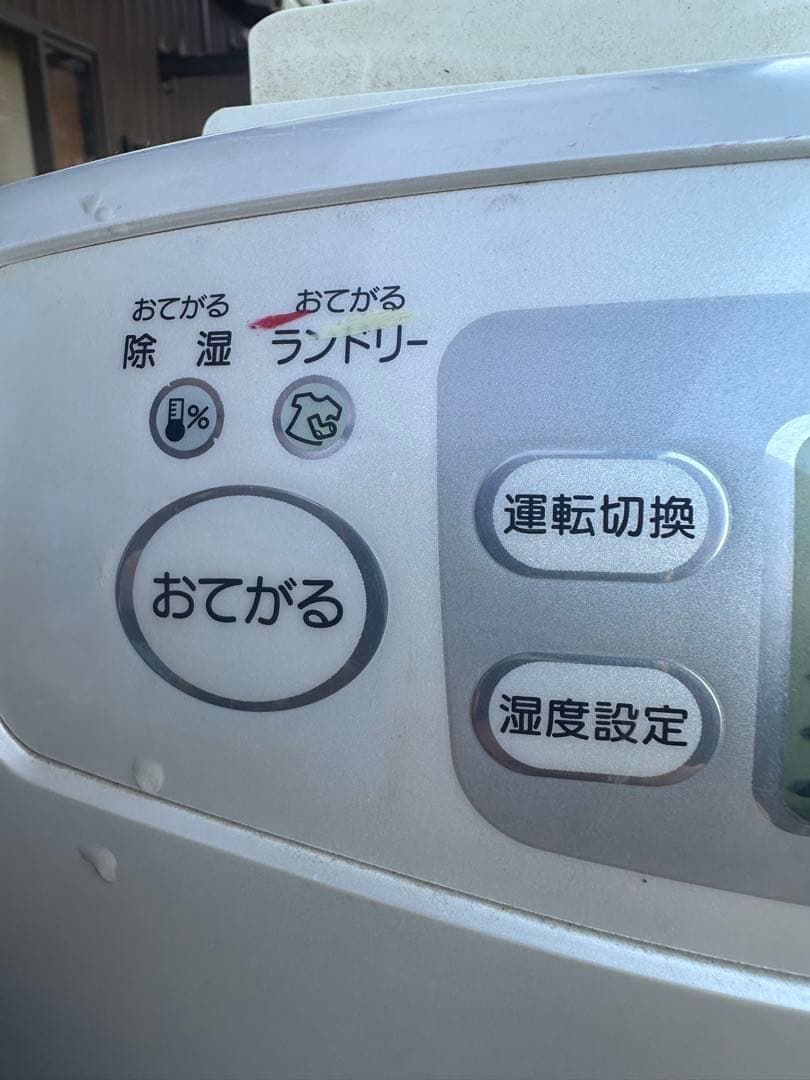 おてがる
除 湿
おてがる
ランドリー
%
おてがる
運転切換
湿度設定